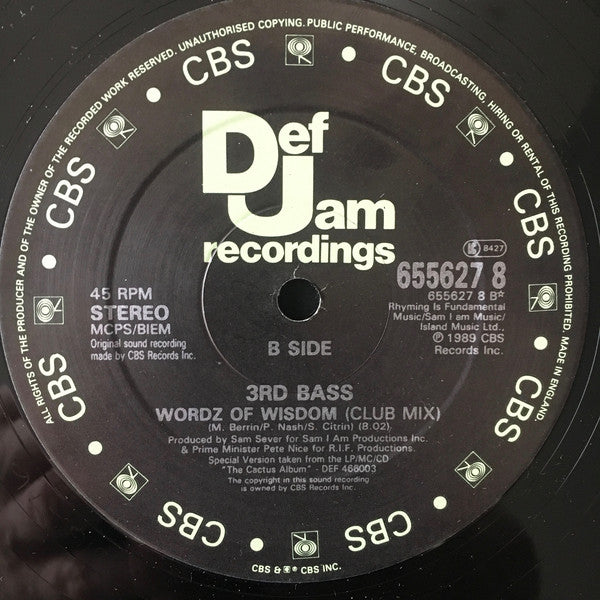 ALL RIGHTS OF THE PRODUCER AND OF THE OWNER OF THE RECORDED WORK RESERVED. UNAUTHORISED COPYING. PUBLIC PERFORMANCE, BROADCASTING, HIRING OR RENTAL OF THIS RECORDING PROHIBITED. MADE IN ENGLAND.
CBS
CBS
CBS
CBS
CBS
CBS
CBS
CBS
Def
Jam
recordings
8427
45 RPM
STEREO
MCPS/BIEM
Original sound recording
made by CBS Records Inc.
655627 8
655627 8 B*
Rhyming Is Fundamental
Music/Sam I am Music/
Island Music Ltd.,
℗ 1989 CBS
Records Inc.
B SIDE
3RD BASS
WORDZ OF WISDOM (CLUB MIX)
(M. Berrin/P. Nash/S. Citrin) (8.02)
Produced by Sam Sever for Sam I Am Productions Inc.
& Prime Minister Pete Nice for R.I.F. Productions.
Special Version taken from the LP/MC/CD
"The Cactus Album" - DEF 466003
The copyright in this sound recording
is owned by CBS Records Inc.
CBS & ® CBS INC.